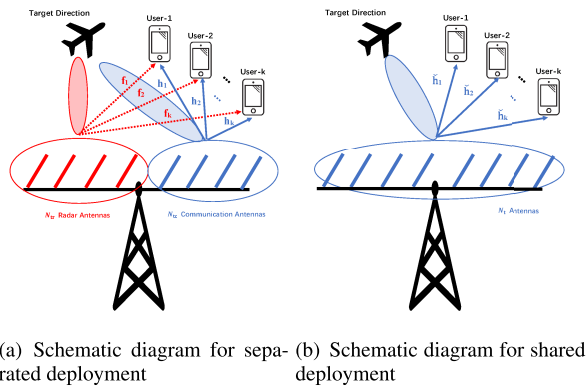 Target Direction
User-1
User-2
...
User-k
f₁
f₂
fₖ
h₁
h₂
...
hₖ
Nₜᵣ Radar Antennas
Nₜc Communication Antennas
(a) Schematic diagram for sepa-
rated deployment
Target Direction
User-1
User-2
...
User-k
h̆₁
h̆₂
...
h̆ₖ
Nₜ Antennas
(b) Schematic diagram for shared
deployment